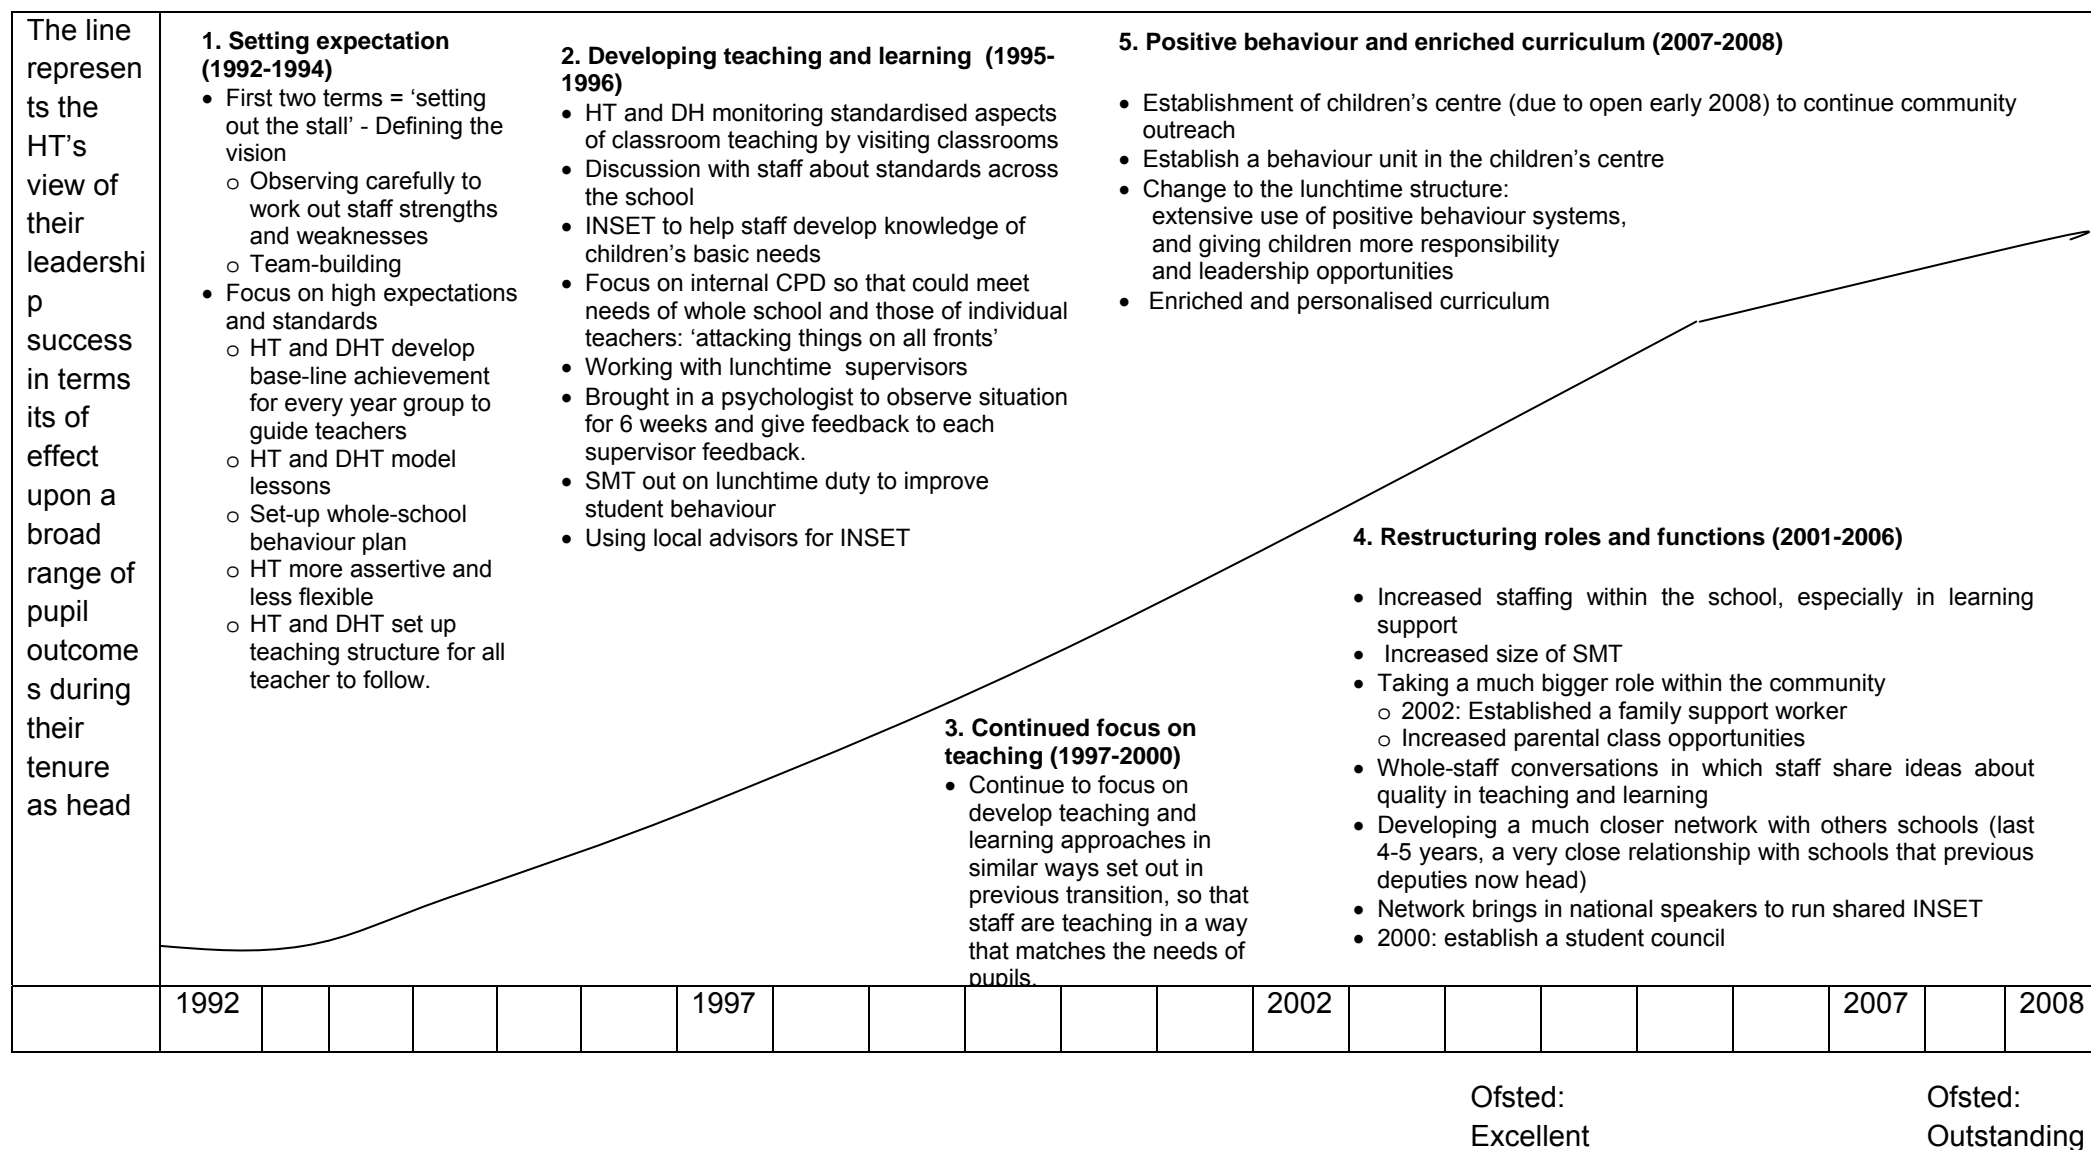 The line
represen
ts the
HT’s
view of
their
leadershi
p
success
in terms
its of
effect
upon a
broad
range of
pupil
outcome
s during
their
tenure
as head
1. Setting expectation
(1992-1994)
• First two terms = ‘setting
out the stall’ - Defining the
vision
o Observing carefully to
work out staff strengths
and weaknesses
o Team-building
• Focus on high expectations
and standards
o HT and DHT develop
base-line achievement
for every year group to
guide teachers
o HT and DHT model
lessons
o Set-up whole-school
behaviour plan
o HT more assertive and
less flexible
o HT and DHT set up
teaching structure for all
teacher to follow.
2. Developing teaching and learning (1995-
1996)
• HT and DH monitoring standardised aspects
of classroom teaching by visiting classrooms
• Discussion with staff about standards across
the school
• INSET to help staff develop knowledge of
children’s basic needs
• Focus on internal CPD so that could meet
needs of whole school and those of individual
teachers: ‘attacking things on all fronts’
• Working with lunchtime supervisors
• Brought in a psychologist to observe situation
for 6 weeks and give feedback to each
supervisor feedback.
• SMT out on lunchtime duty to improve
student behaviour
• Using local advisors for INSET
3. Continued focus on
teaching (1997-2000)
• Continue to focus on
develop teaching and
learning approaches in
similar ways set out in
previous transition, so that
staff are teaching in a way
that matches the needs of
pupils.
5. Positive behaviour and enriched curriculum (2007-2008)
• Establishment of children’s centre (due to open early 2008) to continue community
outreach
• Establish a behaviour unit in the children’s centre
• Change to the lunchtime structure:
extensive use of positive behaviour systems,
and giving children more responsibility
and leadership opportunities
• Enriched and personalised curriculum
4. Restructuring roles and functions (2001-2006)
• Increased staffing within the school, especially in learning
support
• Increased size of SMT
• Taking a much bigger role within the community
o 2002: Established a family support worker
o Increased parental class opportunities
• Whole-staff conversations in which staff share ideas about
quality in teaching and learning
• Developing a much closer network with others schools (last
4-5 years, a very close relationship with schools that previous
deputies now head)
• Network brings in national speakers to run shared INSET
• 2000: establish a student council
1992 1997 2002 2007 2008
Ofsted:
Excellent
Ofsted:
Outstanding